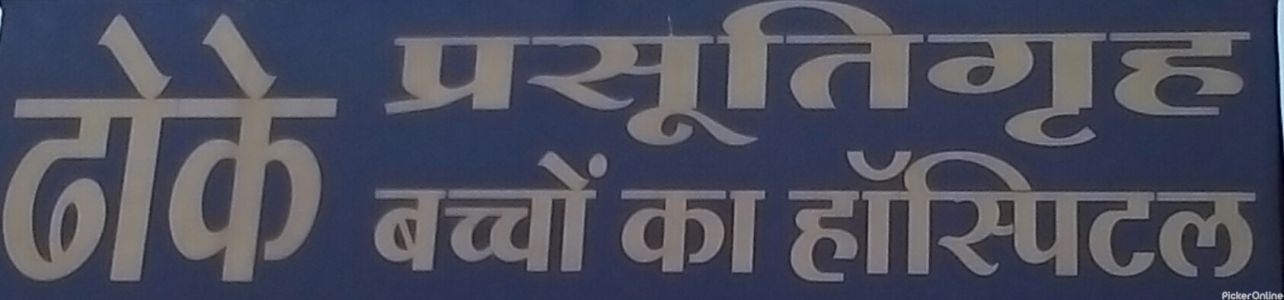 ढोके
प्रसूतिगृह
बच्चों का हॉस्पिटल
PickerOnline